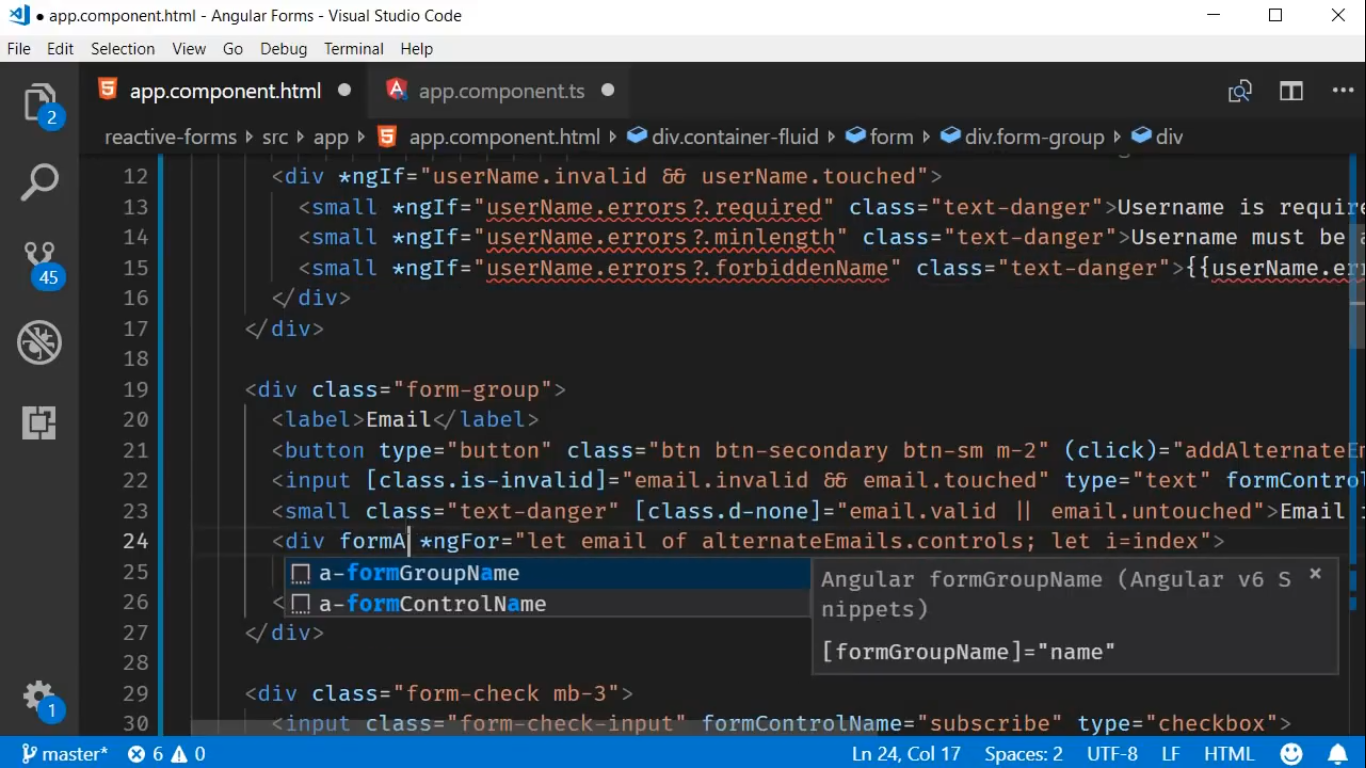 app.component.html - Angular Forms - Visual Studio Code
File Edit Selection View Go Debug Terminal Help
app.component.html app.component.ts
reactive-forms src app app.component.html div.container-fluid form div.form-group div
12 <div *ngIf="userName.invalid && userName.touched">
13 <small *ngIf="userName.errors?.required" class="text-danger">Username is require
14 <small *ngIf="userName.errors?.minlength" class="text-danger">Username must be a
15 <small *ngIf="userName.errors?.forbiddenName" class="text-danger">{{userName.err
16 </div>
17 </div>
18
19 <div class="form-group">
20 <label>Email</label>
21 <button type="button" class="btn btn-secondary btn-sm m-2" (click)="addAlternateEm
22 <input [class.is-invalid]="email.invalid && email.touched" type="text" formControl
23 <small class="text-danger" [class.d-none]="email.valid || email.untouched">Email i
24 <div formA *ngFor="let email of alternateEmails.controls; let i=index">
25 a-formGroupName
26 < a-formControlName
27 </div>
28
29 <div class="form-check mb-3">
30 <input class="form-check-input" formControlName="subscribe" type="checkbox">
Angular formGroupName (Angular v6 S
nippets)
[formGroupName]="name"
2
45
1
master* 6 0 Ln 24, Col 17 Spaces: 2 UTF-8 LF HTML